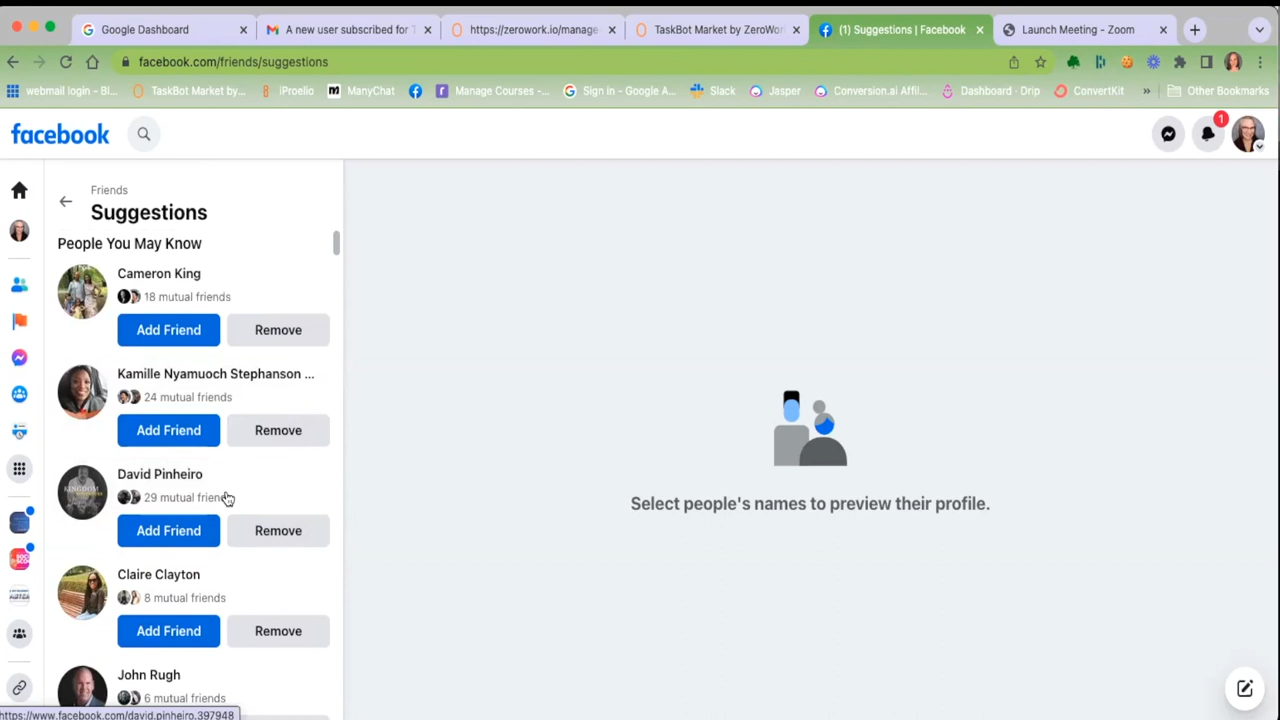 Google Dashboard
A new user subscribed for T
https://zerowork.io/manage
TaskBot Market by ZeroWor
(1) Suggestions | Facebook
Launch Meeting - Zoom
facebook.com/friends/suggestions
webmail login - Bl...
TaskBot Market by...
iProelio
ManyChat
Manage Courses -...
Sign in - Google A...
Slack
Jasper
Conversion.ai Affil...
Dashboard · Drip
ConvertKit
»
Other Bookmarks
facebook
1
Friends
Suggestions
People You May Know
Cameron King
18 mutual friends
Add Friend
Remove
Kamille Nyamuoch Stephanson ...
24 mutual friends
Add Friend
Remove
David Pinheiro
29 mutual friends
Add Friend
Remove
Claire Clayton
8 mutual friends
Add Friend
Remove
John Rugh
6 mutual friends
https://www.facebook.com/david.pinheiro.397948
Select people's names to preview their profile.